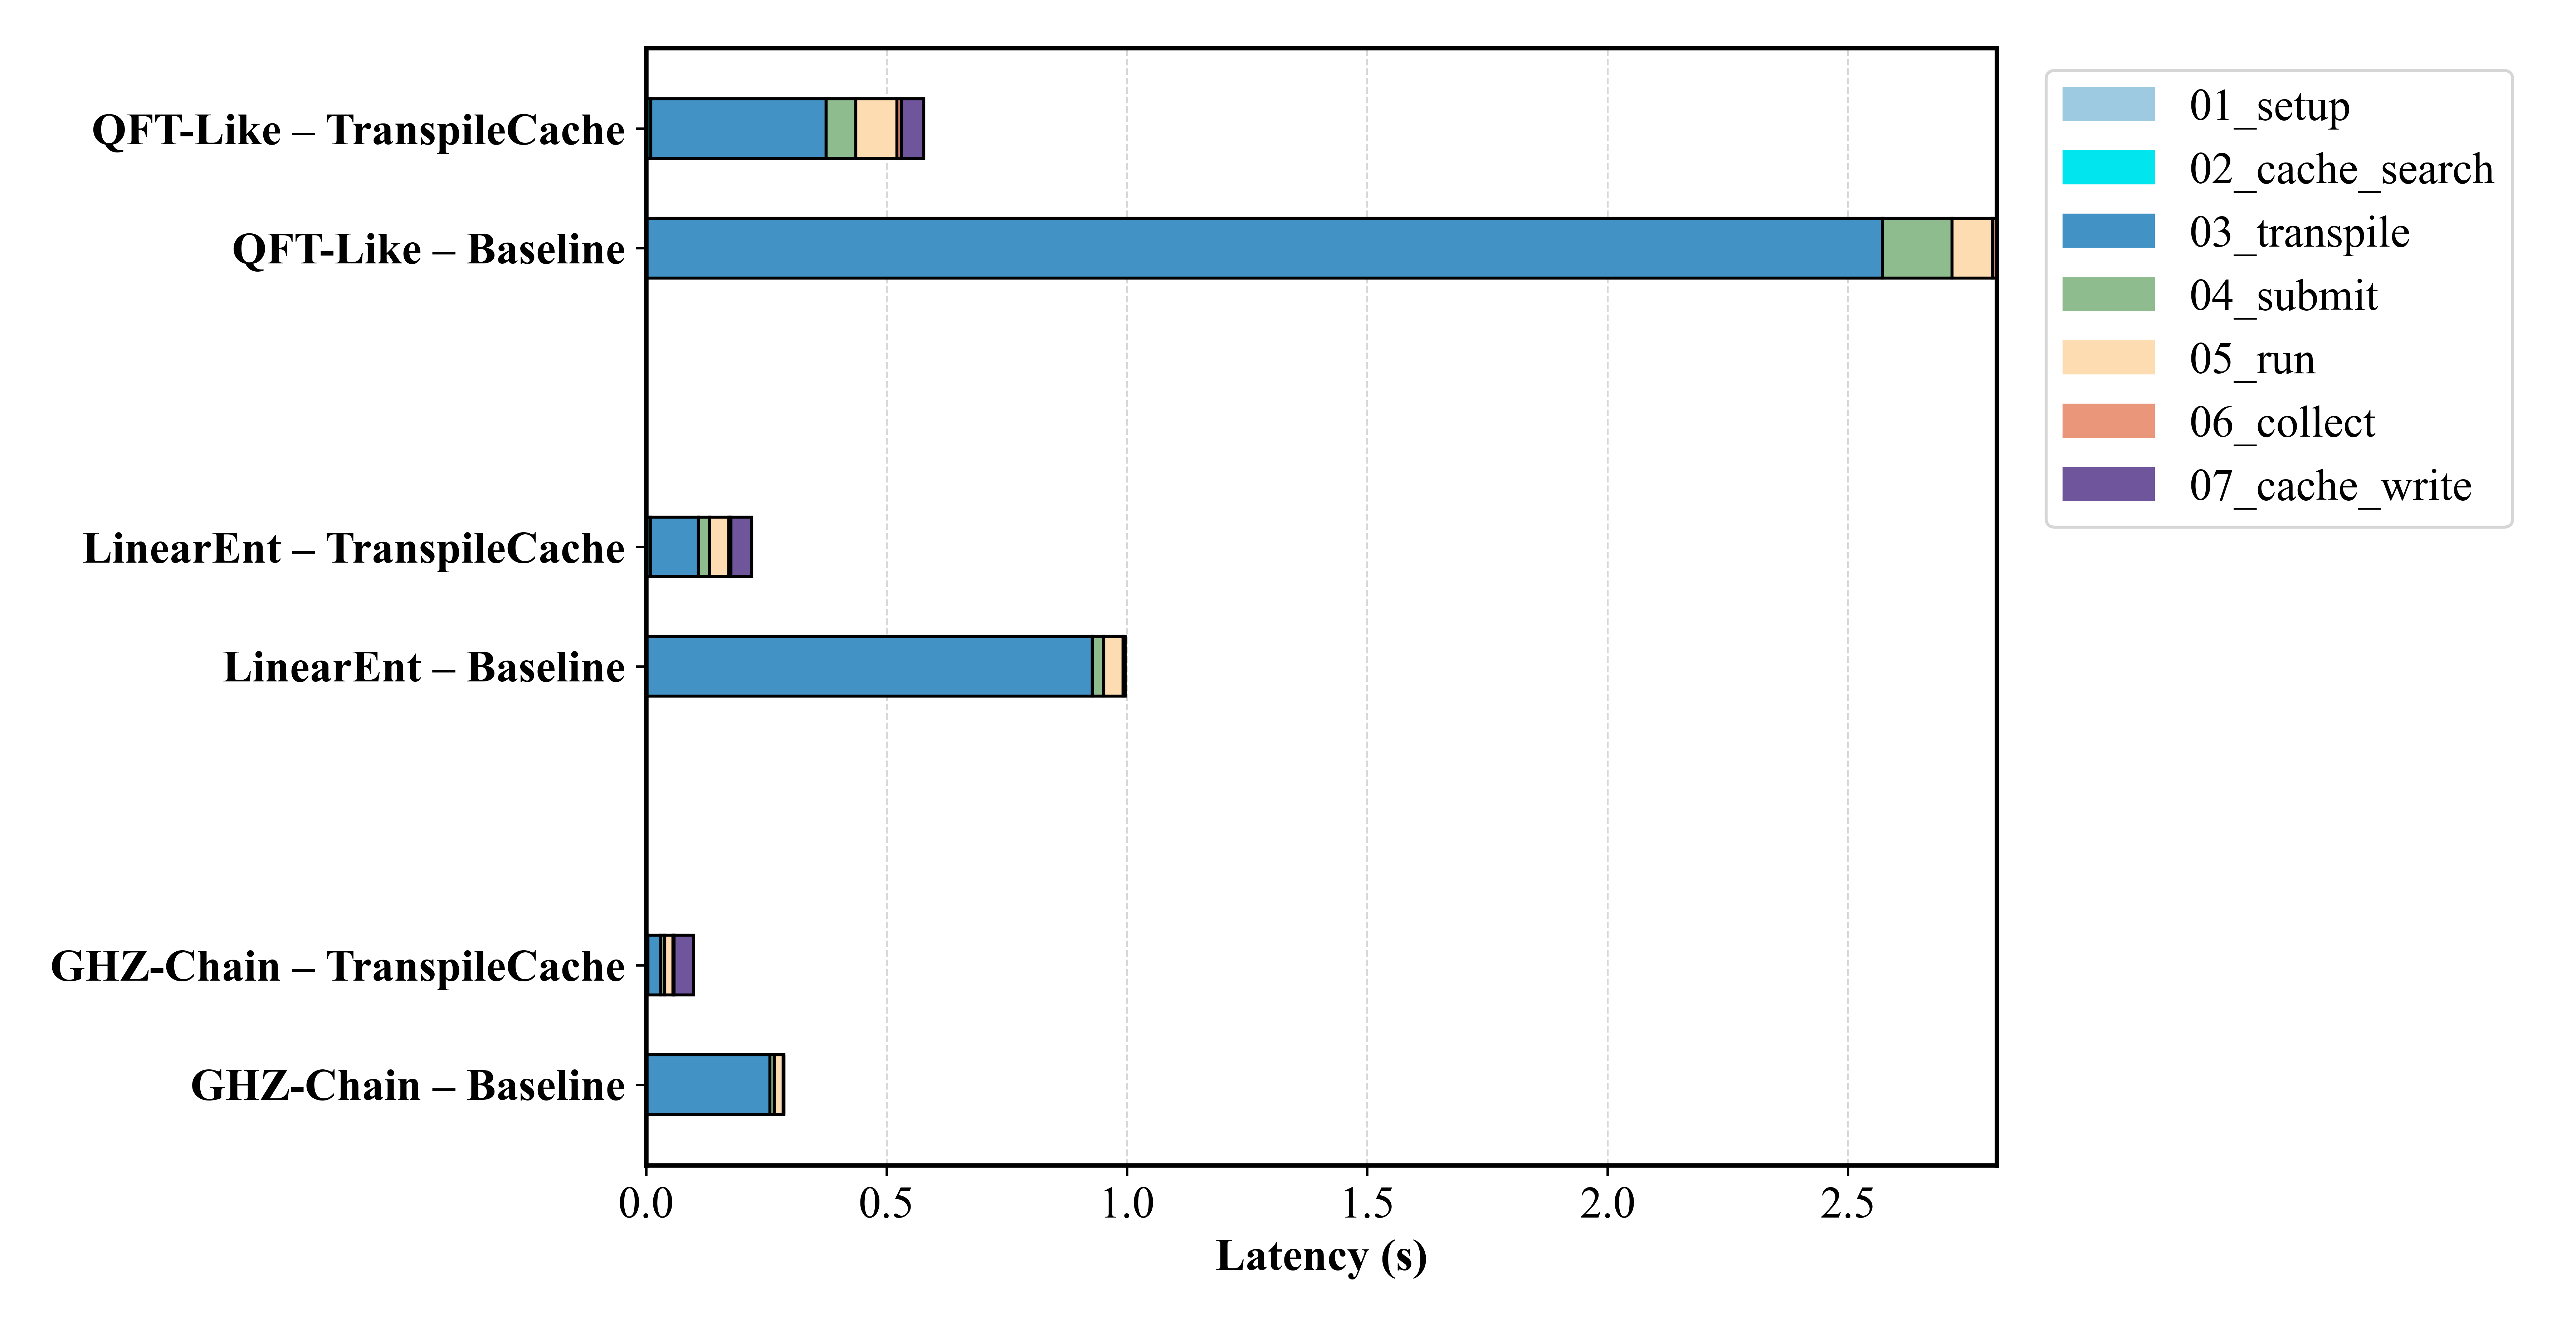 QFT-Like – TranspileCache
QFT-Like – Baseline
LinearEnt – TranspileCache
LinearEnt – Baseline
GHZ-Chain – TranspileCache
GHZ-Chain – Baseline
0.0 0.5 1.0 1.5 2.0 2.5
Latency (s)
01_setup
02_cache_search
03_transpile
04_submit
05_run
06_collect
07_cache_write